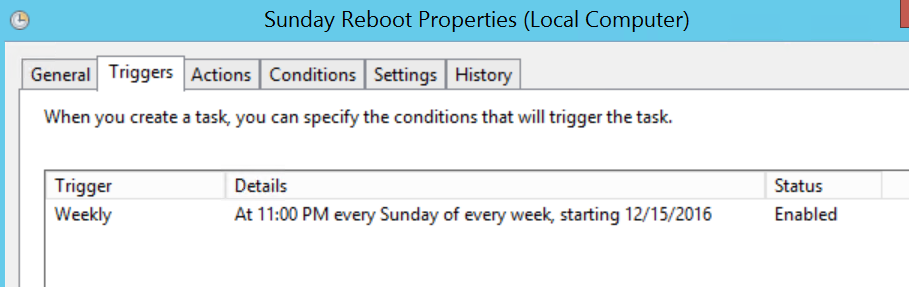 Sunday Reboot Properties (Local Computer)
General Triggers Actions Conditions Settings History
When you create a task, you can specify the conditions that will trigger the task.
Trigger Details Status
Weekly At 11:00 PM every Sunday of every week, starting 12/15/2016 Enabled